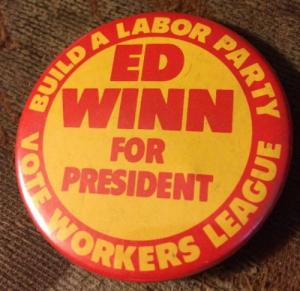 BUILD A LABOR PARTY
ED
WINN
FOR
PRESIDENT
VOTE WORKERS LEAGUE